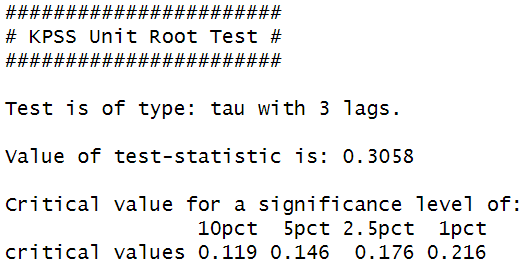 #######################
# KPSS Unit Root Test #
#######################
Test is of type: tau with 3 lags.
Value of test-statistic is: 0.3058
Critical value for a significance level of:
10pct 5pct 2.5pct 1pct
critical values 0.119 0.146 0.176 0.216